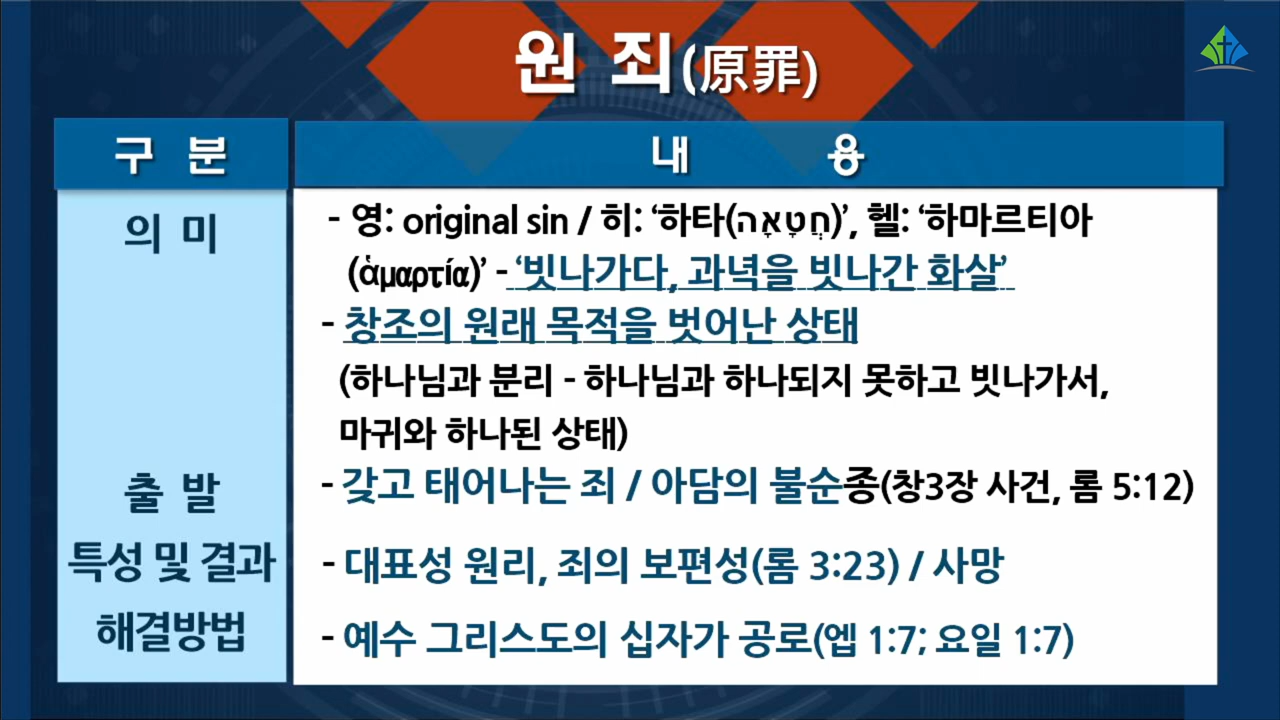 원 죄(原罪)
구 분
내 용
의 미
- 영: original sin / 히: ‘하타(חֲטָאָה)’, 헬: ‘하마르티아
(ἁμαρτία)’ - ‘빗나가다, 과녁을 빗나간 화살’
- 창조의 원래 목적을 벗어난 상태
(하나님과 분리 - 하나님과 하나되지 못하고 빗나가서,
마귀와 하나된 상태)
출 발
- 갖고 태어나는 죄 / 아담의 불순종(창3장 사건, 롬 5:12)
특성 및 결과
- 대표성 원리, 죄의 보편성(롬 3:23) / 사망
해결방법
- 예수 그리스도의 십자가 공로(엡 1:7; 요일 1:7)